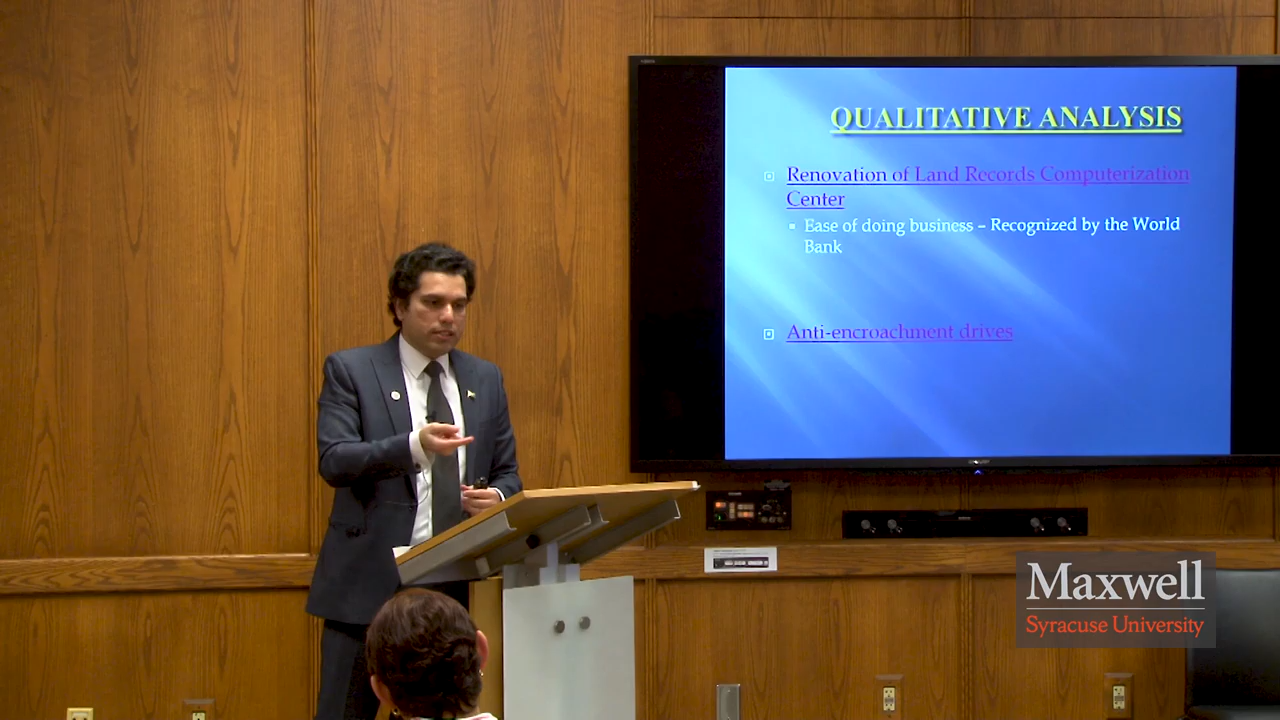 QUALITATIVE ANALYSIS
Renovation of Land Records Computerization
Center
Ease of doing business – Recognized by the World
Bank
Anti-encroachment drives
Maxwell
Syracuse University